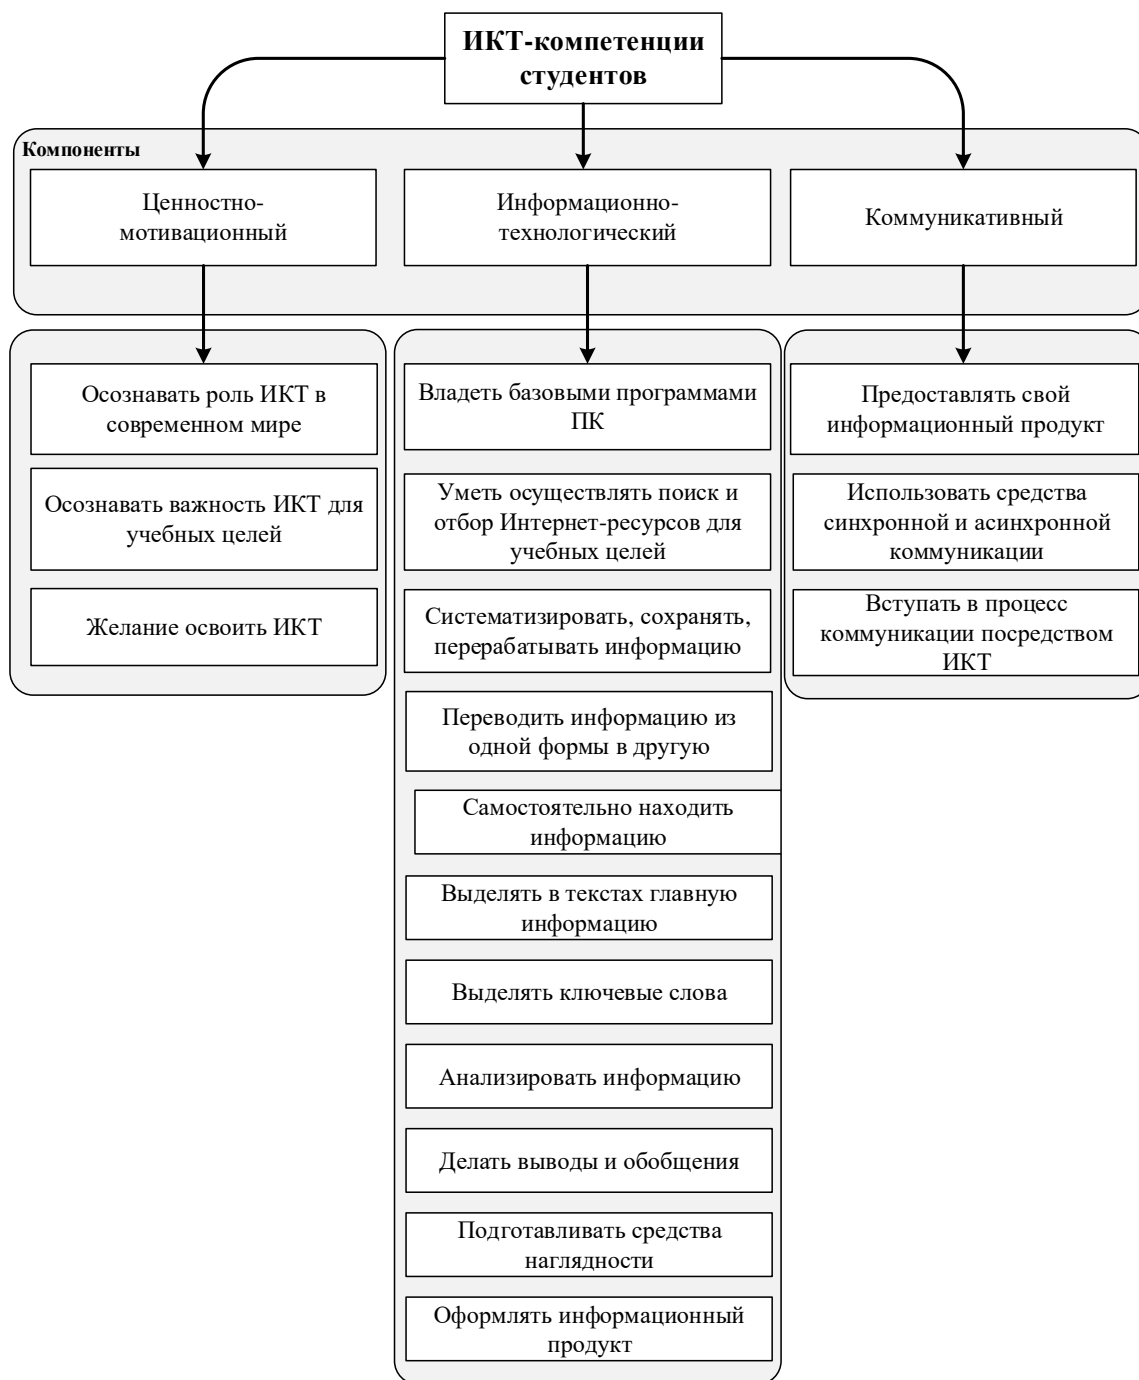 ИКТ-компетенции
студентов
Компоненты
Ценностно-
мотивационный
Информационно-
технологический
Коммуникативный
Осознавать роль ИКТ в
современном мире
Осознавать важность ИКТ для
учебных целей
Желание освоить ИКТ
Владеть базовыми программами
ПК
Уметь осуществлять поиск и
отбор Интернет-ресурсов для
учебных целей
Систематизировать, сохранять,
перерабатывать информацию
Переводить информацию из
одной формы в другую
Самостоятельно находить
информацию
Выделять в текстах главную
информацию
Выделять ключевые слова
Анализировать информацию
Делать выводы и обобщения
Подготавливать средства
наглядности
Оформлять информационный
продукт
Предоставлять свой
информационный продукт
Использовать средства
синхронной и асинхронной
коммуникации
Вступать в процесс
коммуникации посредством
ИКТ